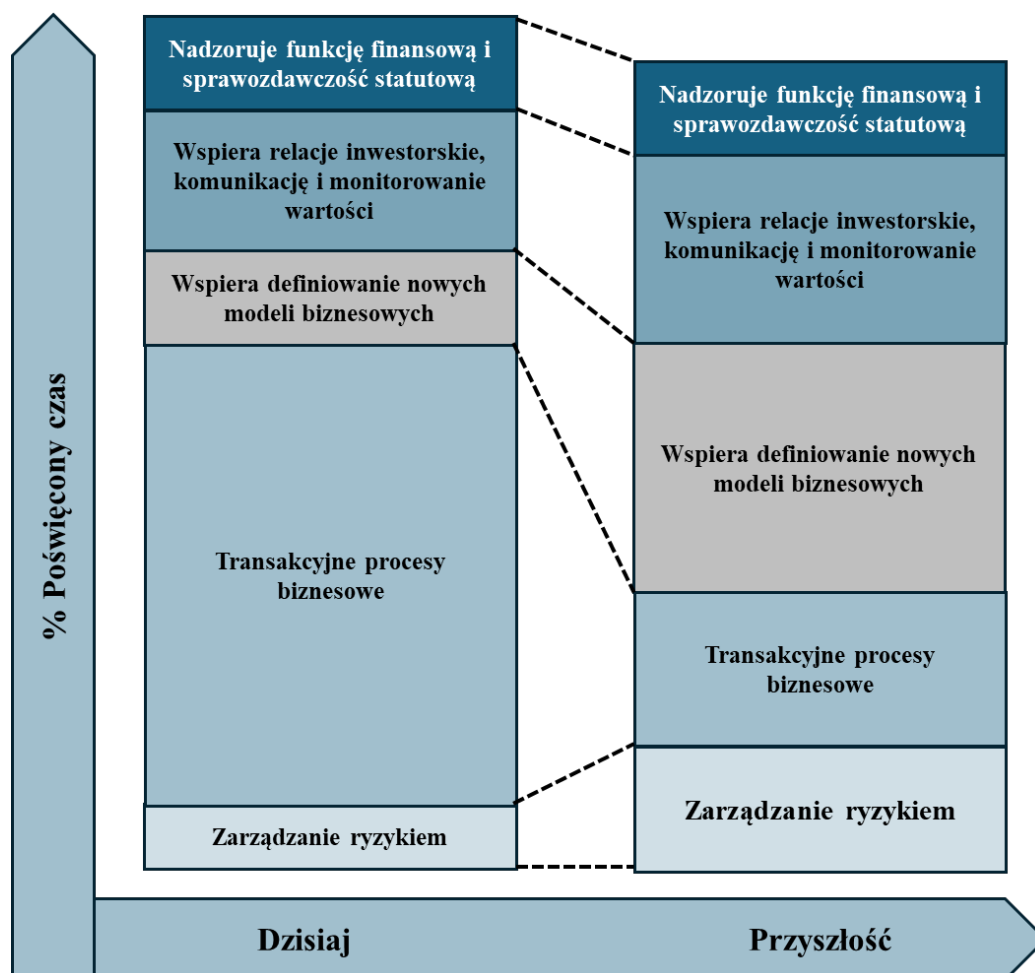 % Poświęcony czas
Nadzoruje funkcję finansową i
sprawozdawczość statutową
Wspiera relacje inwestorskie,
komunikację i monitorowanie
wartości
Wspiera definiowanie nowych
modeli biznesowych
Transakcyjne procesy
biznesowe
Zarządzanie ryzykiem
Nadzoruje funkcję finansową i
sprawozdawczość statutową
Wspiera relacje inwestorskie,
komunikację i monitorowanie
wartości
Wspiera definiowanie nowych
modeli biznesowych
Transakcyjne procesy
biznesowe
Zarządzanie ryzykiem
Dzisiaj
Przyszłość